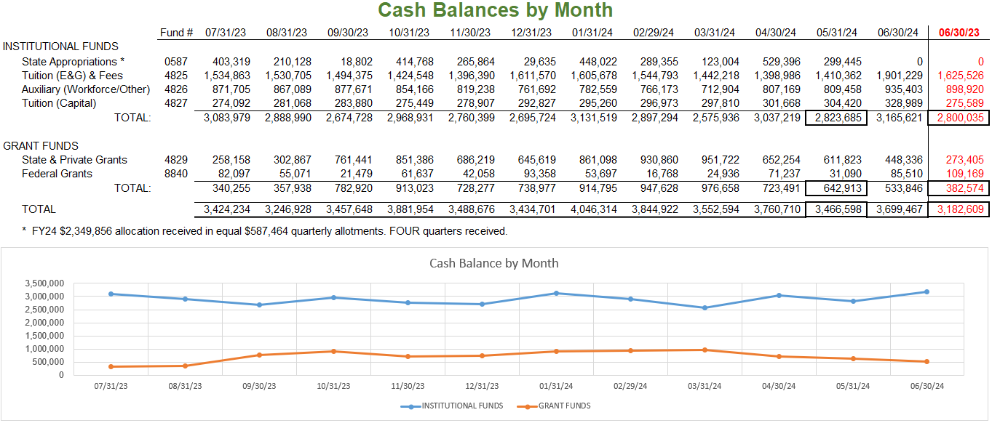 Cash Balances by Month
Fund # 07/31/23 08/31/23 09/30/23 10/31/23 11/30/23 12/31/23 01/31/24 02/29/24 03/31/24 04/30/24 05/31/24 06/30/24 06/30/23
INSTITUTIONAL FUNDS
State Appropriations * 0587 403,319 210,128 18,802 414,768 265,864 29,635 448,022 289,355 123,004 529,396 299,445 0 0
Tuition (E&G) & Fees 4825 1,534,863 1,530,705 1,494,375 1,424,548 1,396,390 1,611,570 1,605,678 1,544,793 1,442,218 1,398,986 1,410,362 1,901,229 1,625,526
Auxiliary (Workforce/Other) 4826 871,705 867,089 877,671 854,166 819,238 761,692 782,559 766,173 712,904 807,169 809,458 935,403 898,920
Tuition (Capital) 4827 274,092 281,068 283,880 275,449 278,907 292,827 295,260 296,973 297,810 301,668 304,420 328,989 275,589
TOTAL: 3,083,979 2,888,990 2,674,728 2,968,931 2,760,399 2,695,724 3,131,519 2,897,294 2,575,936 3,037,219 2,823,685 3,165,621 2,800,035
GRANT FUNDS
State & Private Grants 4829 258,158 302,867 761,441 851,386 686,219 645,619 861,098 930,860 951,722 652,254 611,823 448,336 273,405
Federal Grants 8840 82,097 55,071 21,479 61,637 42,058 93,358 53,697 16,768 24,936 71,237 31,090 85,510 109,169
TOTAL: 340,255 357,938 782,920 913,023 728,277 738,977 914,795 947,628 976,658 723,491 642,913 533,846 382,574
TOTAL 3,424,234 3,246,928 3,457,648 3,881,954 3,488,676 3,434,701 4,046,314 3,844,922 3,552,594 3,760,710 3,466,598 3,699,467 3,182,609
* FY24 $2,349,856 allocation received in equal $587,464 quarterly allotments. FOUR quarters received.
Cash Balance by Month
3,500,000
3,000,000
2,500,000
2,000,000
1,500,000
1,000,000
500,000
0
07/31/23 08/31/23 09/30/23 10/31/23 11/30/23 12/31/23 01/31/24 02/29/24 03/31/24 04/30/24 05/31/24 06/30/24
INSTITUTIONAL FUNDS GRANT FUNDS